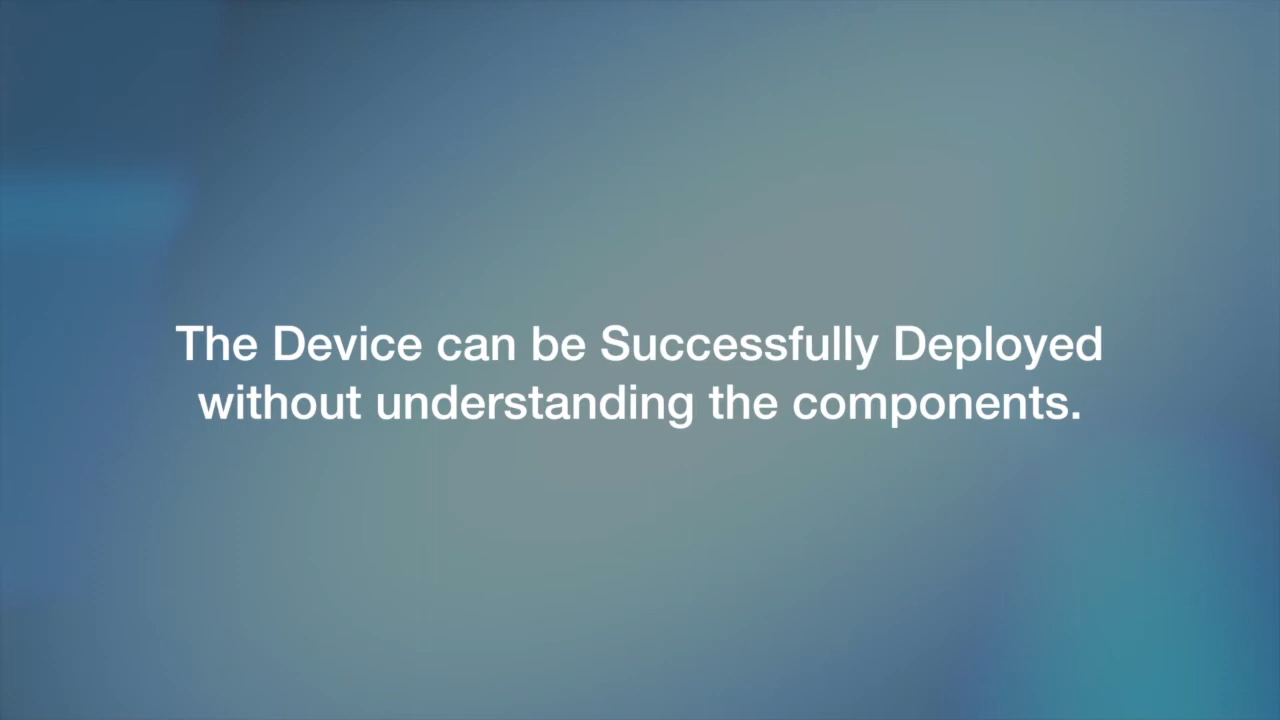 The Device can be Successfully Deployed
without understanding the components.